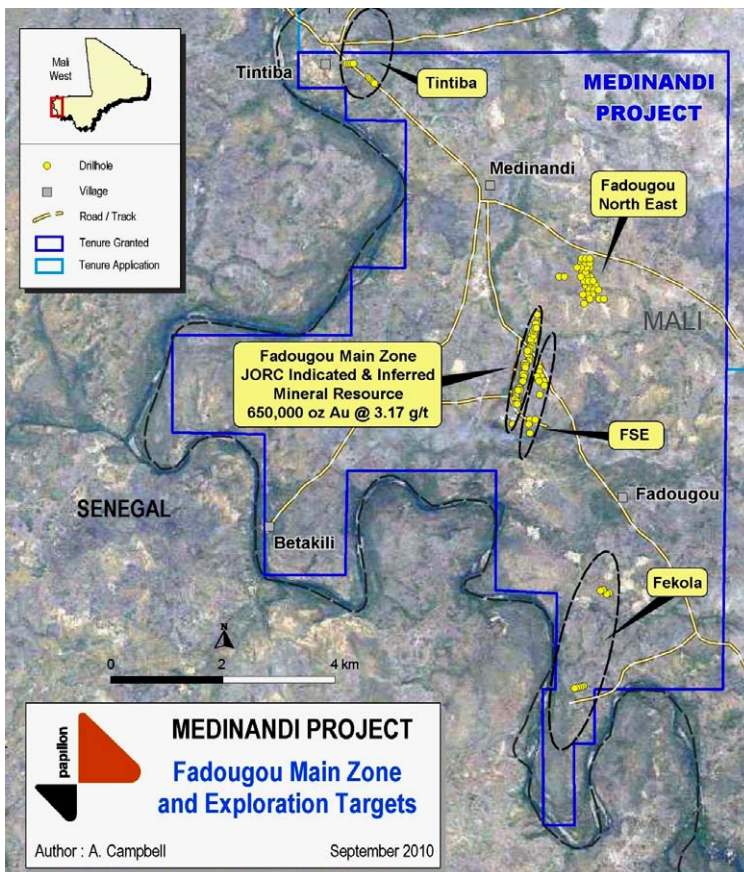 Mali
West
Drillhole
Village
Road / Track
Tenure Granted
Tenure Application
Tintiba
Tintiba
MEDINANDI
PROJECT
Medinandi
Fadougou
North East
MALI
Fadougou Main Zone
JORC Indicated & Inferred
Mineral Resource
650,000 oz Au @ 3.17 g/t
FSE
SENEGAL
Betakili
Fadougou
Fekola
N
0 2 4 km
papillon
MEDINANDI PROJECT
Fadougou Main Zone
and Exploration Targets
Author : A. Campbell September 2010